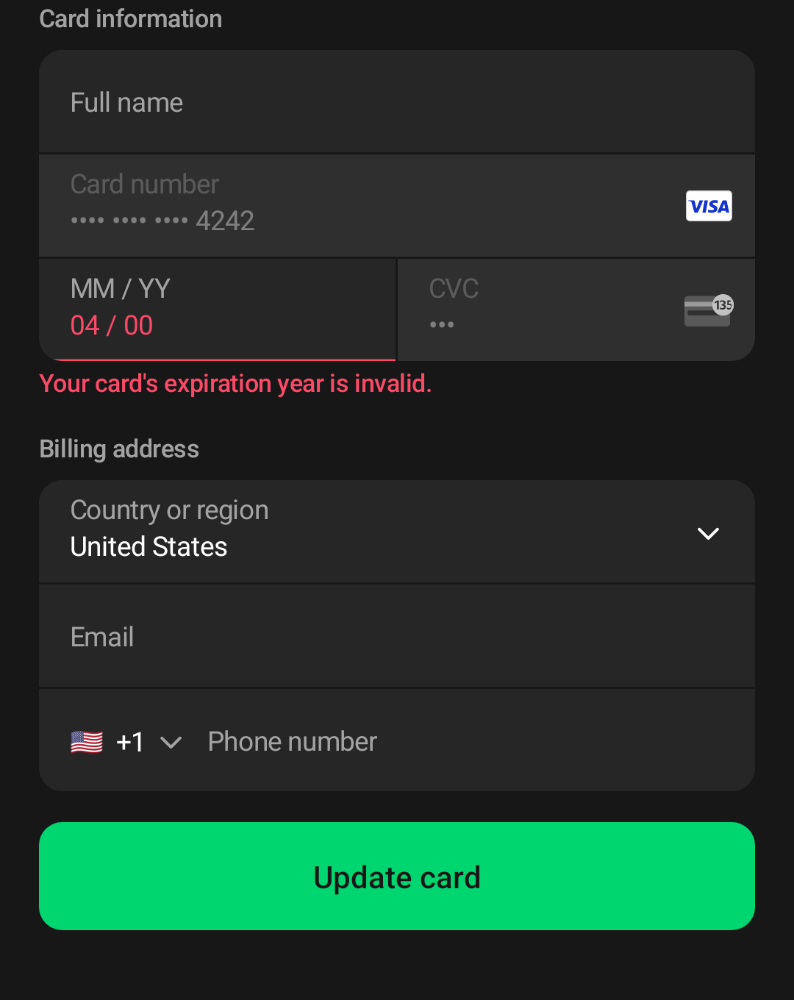 Card information
Full name
Card number
•••• •••• •••• 4242
VISA
MM / YY
04 / 00
CVC
•••
135
Your card's expiration year is invalid.
Billing address
Country or region
United States
Email
+1
Phone number
Update card